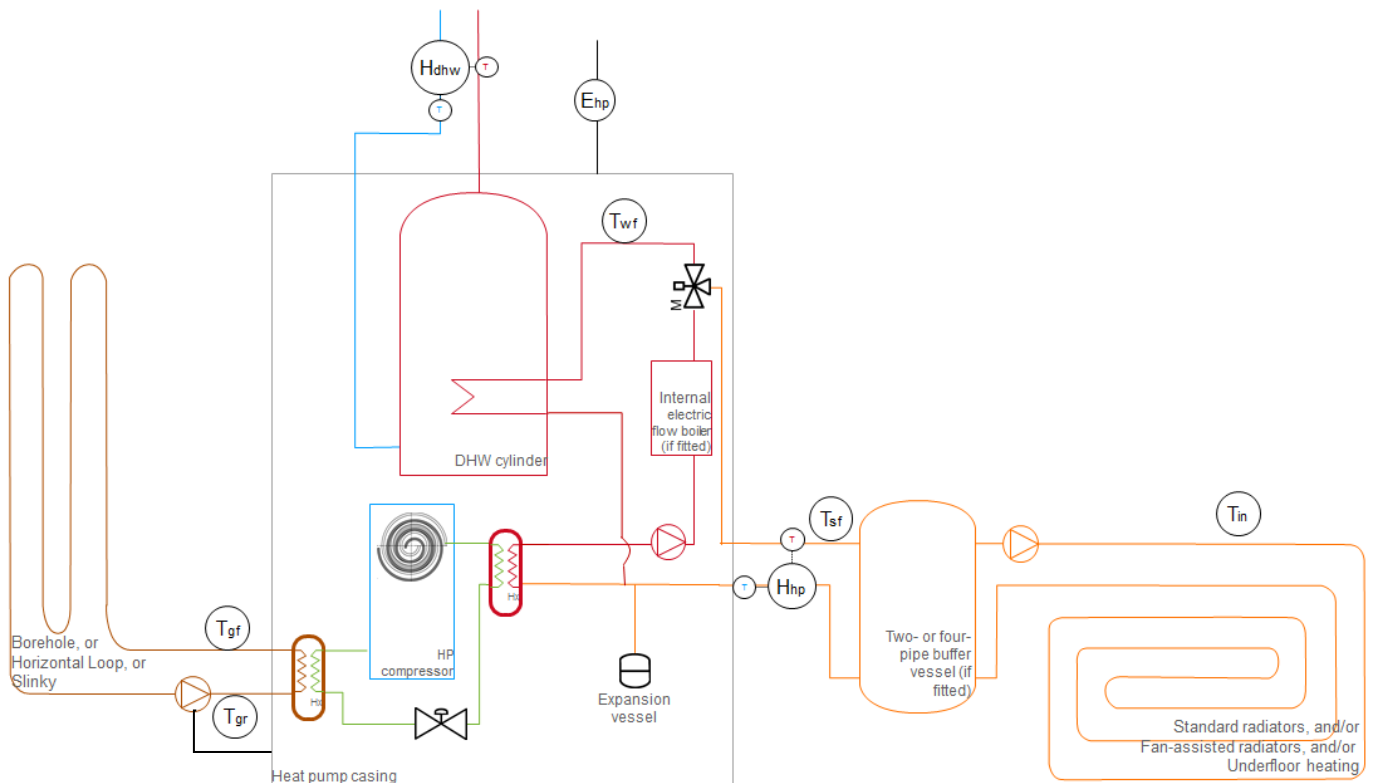 Hdhw
T
T
Ehp
Twf
M
Internal
electric
flow boiler
(if fitted)
DHW cylinder
Tsf
Tin
T
T
Hhp
Hx
Tgf
Borehole, or
Horizontal Loop, or
Slinky
HP
compressor
Two- or four-
pipe buffer
vessel (if
fitted)
Hx
Tgr
Expansion
vessel
Standard radiators, and/or
Fan-assisted radiators, and/or
Underfloor heating
Heat pump casing